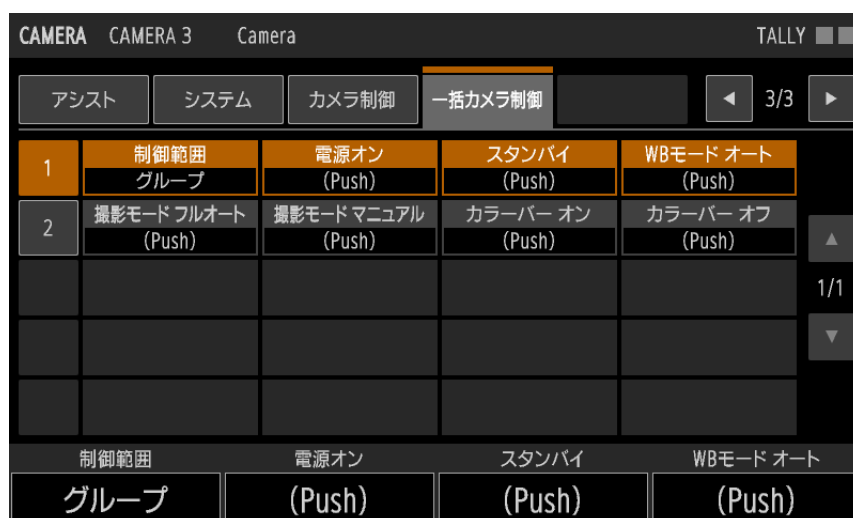 CAMERA CAMERA 3 Camera TALLY
アシスト システム カメラ制御 一括カメラ制御 ◀ 3/3 ▶
1 制御範囲 電源オン スタンバイ WBモード オート
グループ (Push) (Push) (Push)
2 撮影モード フルオート 撮影モード マニュアル カラーバー オン カラーバー オフ
(Push) (Push) (Push) (Push)
▲
1/1
▼
制御範囲 電源オン スタンバイ WBモード オート
グループ (Push) (Push) (Push)